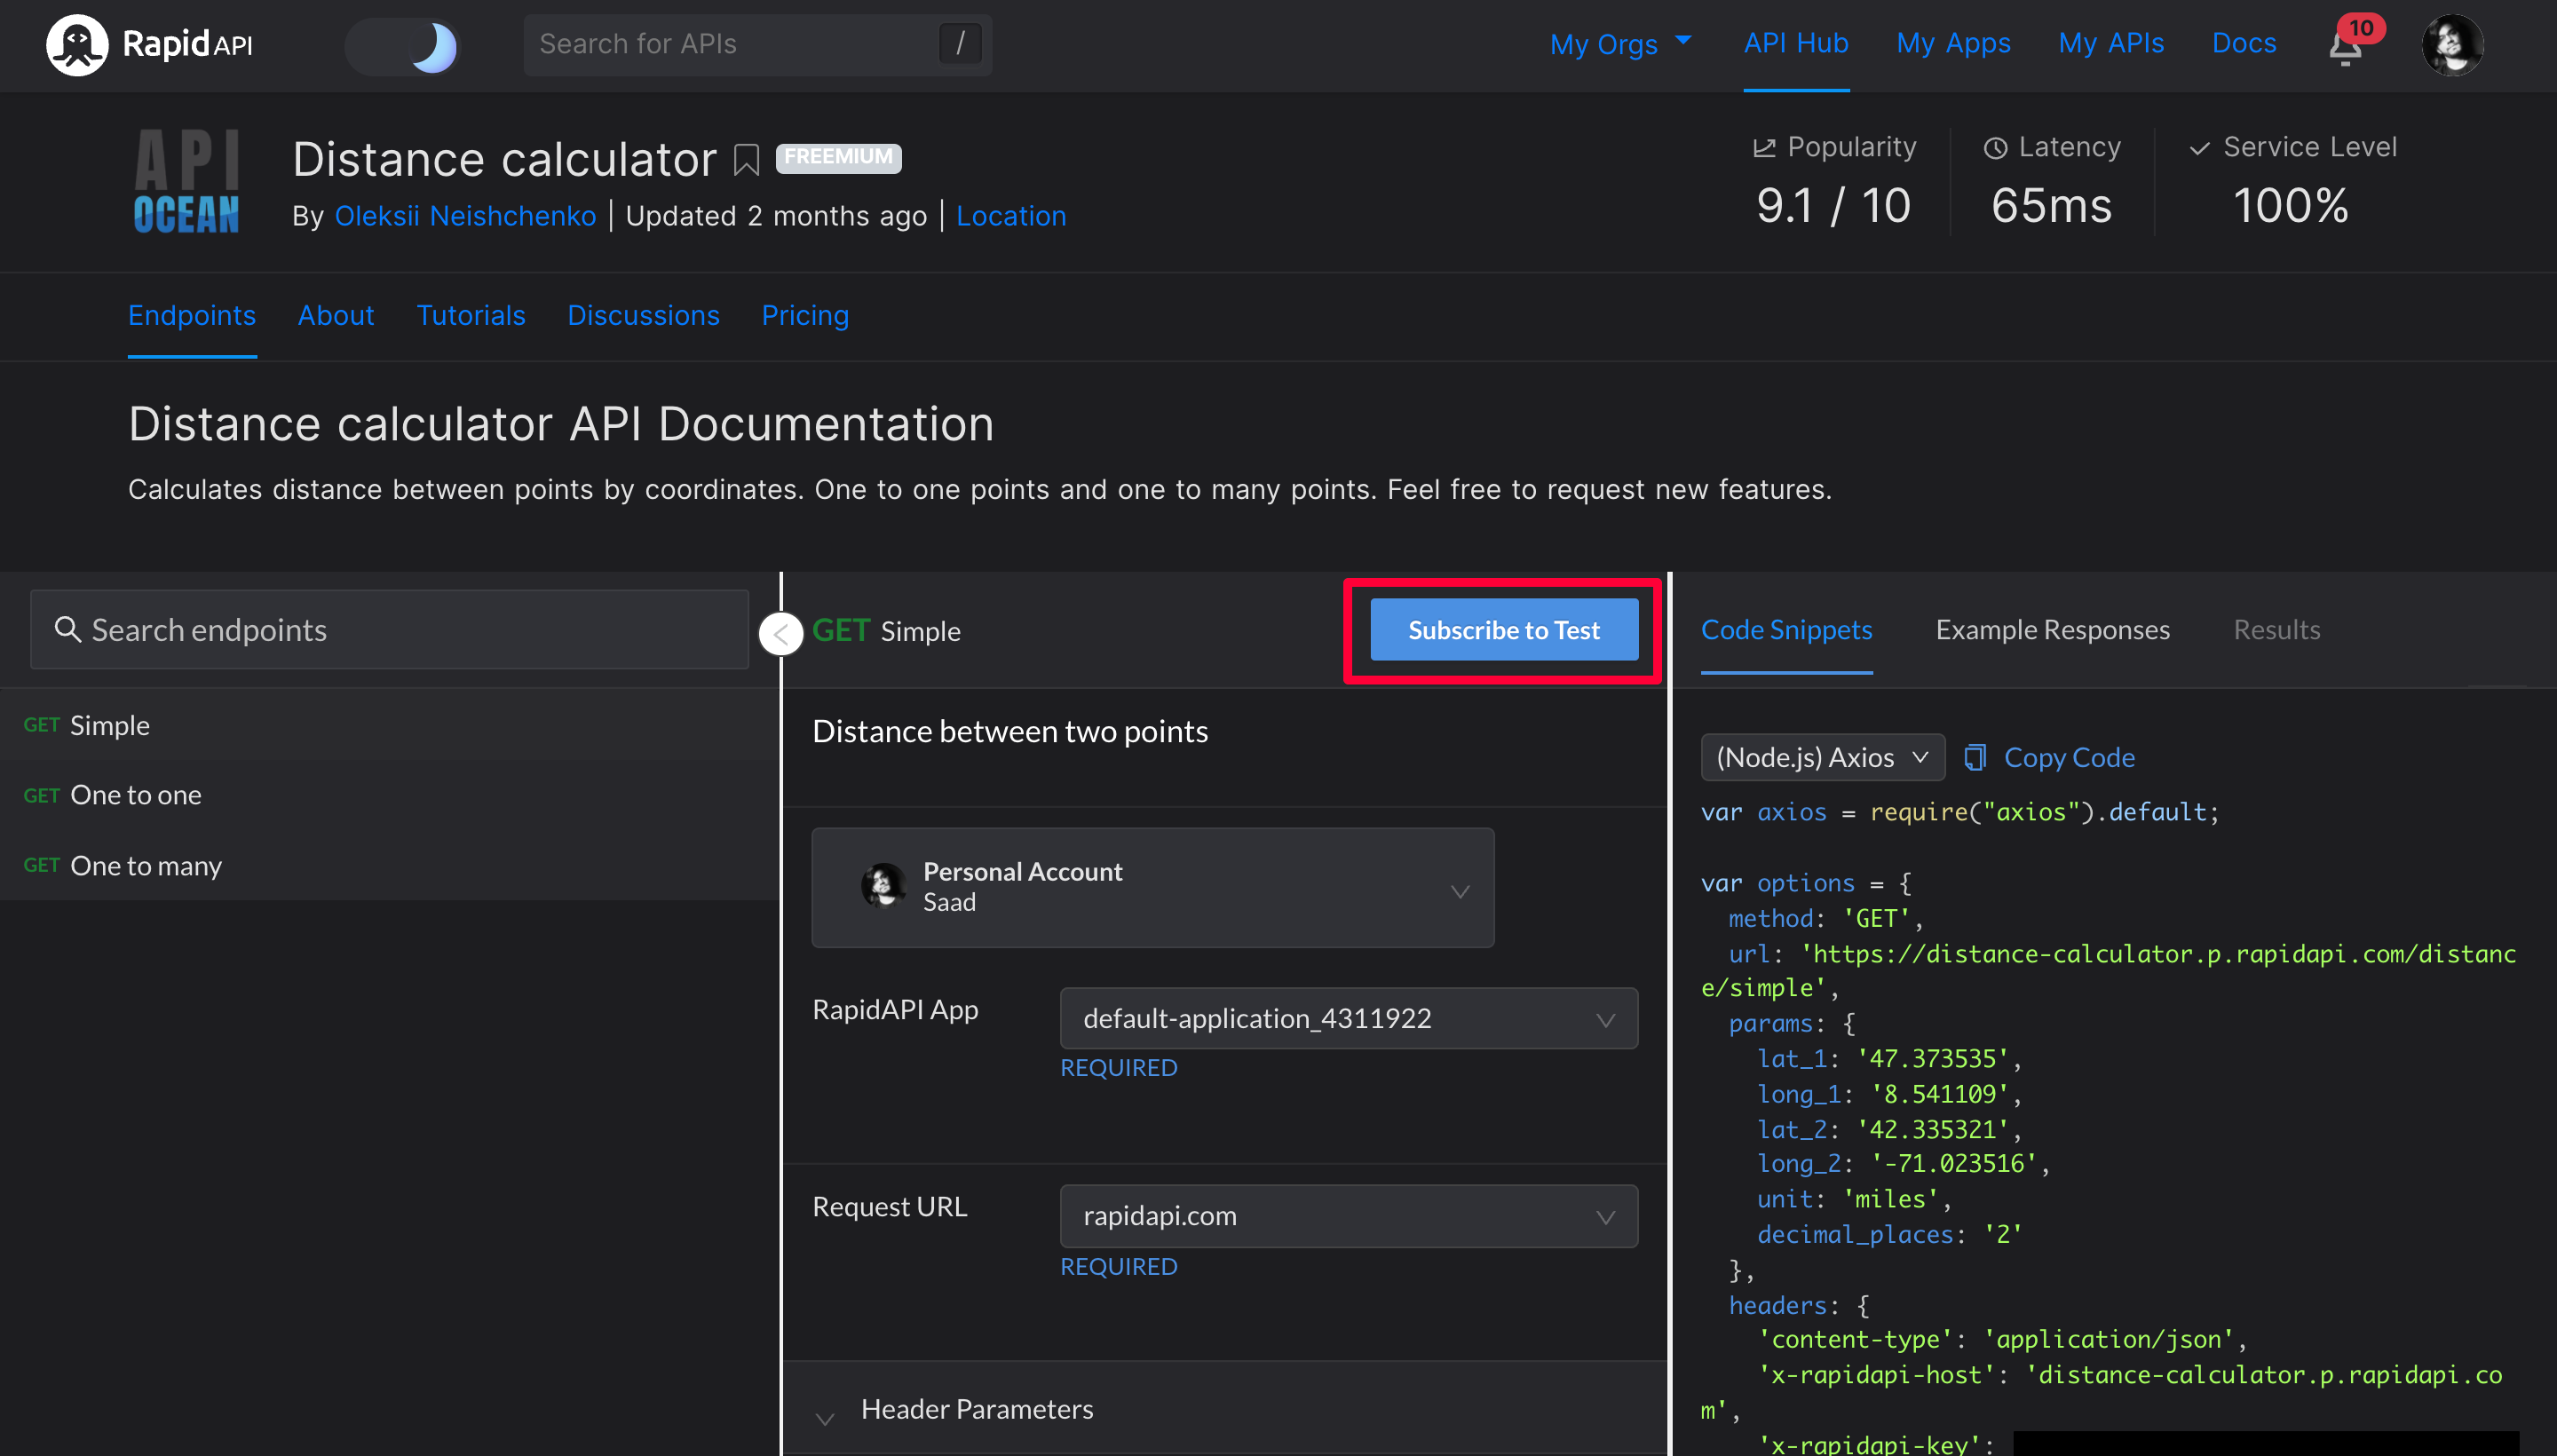 Rapid API
Search for APIs /
My Orgs API Hub My Apps My APIs Docs 10
API OCEAN
Distance calculator FREEMIUM
By Oleksii Neishchenko | Updated 2 months ago | Location
Popularity Latency Service Level
9.1 / 10 65ms 100%
Endpoints About Tutorials Discussions Pricing
Distance calculator API Documentation
Calculates distance between points by coordinates. One to one points and one to many points. Feel free to request new features.
Search endpoints
GET Simple
GET One to one
GET One to many
GET Simple
Subscribe to Test
Distance between two points
Personal Account
Saad
RapidAPI App default-application_4311922
REQUIRED
Request URL rapidapi.com
REQUIRED
Header Parameters
Code Snippets Example Responses Results
(Node.js) Axios Copy Code
var axios = require("axios").default;
var options = {
method: 'GET',
url: 'https://distance-calculator.p.rapidapi.com/distanc
e/simple',
params: {
lat_1: '47.373535',
long_1: '8.541109',
lat_2: '42.335321',
long_2: '-71.023516',
unit: 'miles',
decimal_places: '2'
},
headers: {
'content-type': 'application/json',
'x-rapidapi-host': 'distance-calculator.p.rapidapi.co
m',
'x-rapidapi-key':